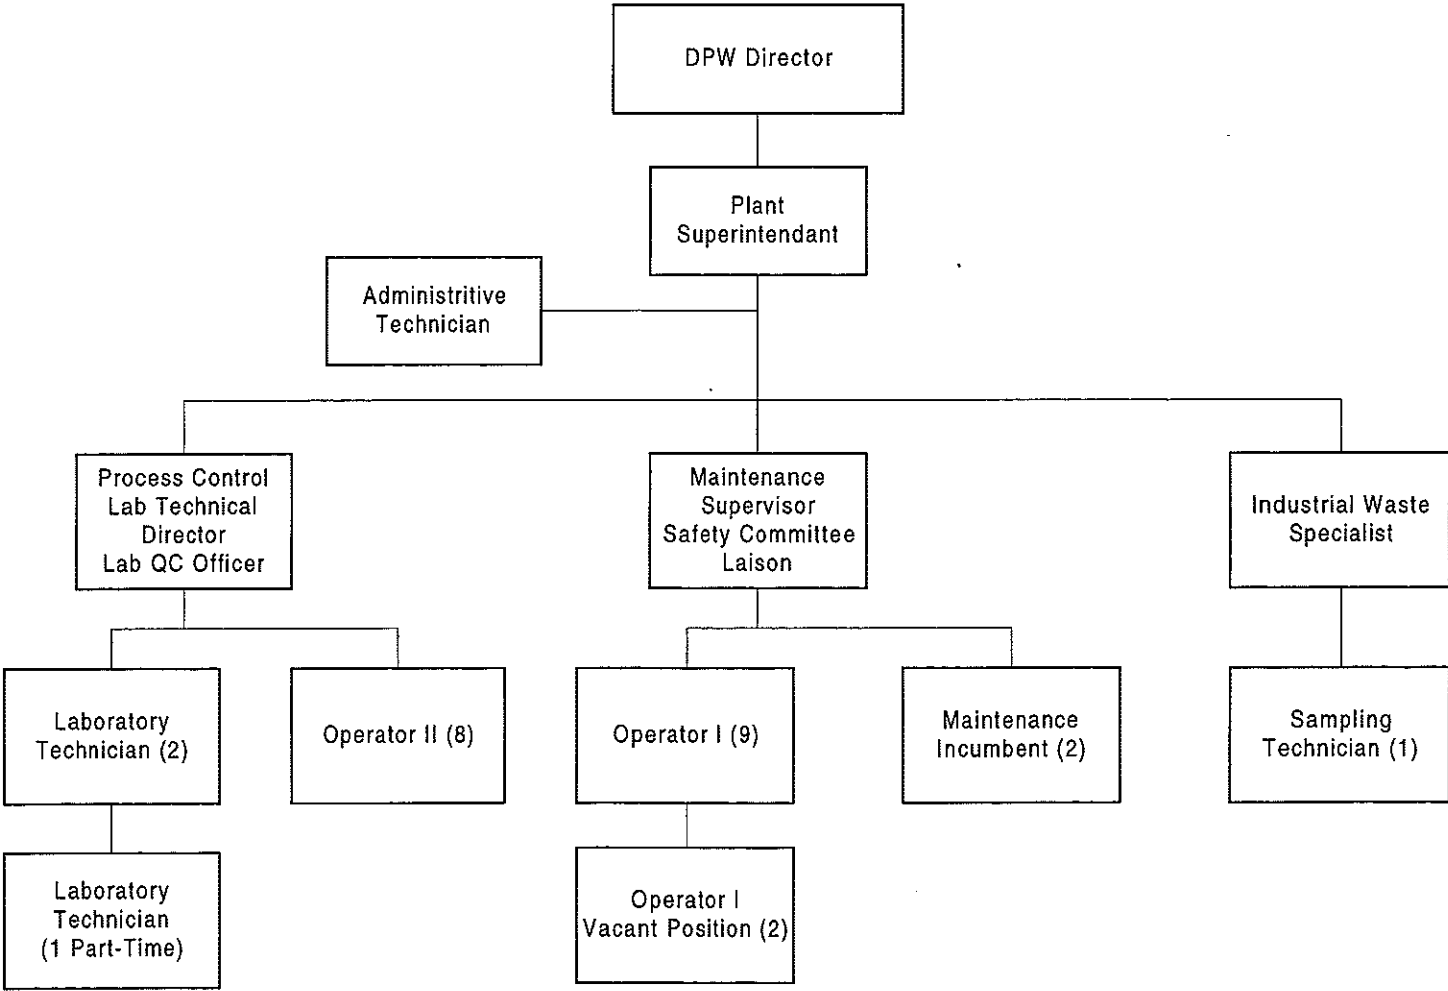 DPW Director
Plant
Superintendant
Administritive
Technician
Process Control
Lab Technical
Director
Lab QC Officer
Maintenance
Supervisor
Safety Committee
Laison
Industrial Waste
Specialist
Laboratory
Technician (2)
Operator II (8)
Operator I (9)
Maintenance
Incumbent (2)
Sampling
Technician (1)
Laboratory
Technician
(1 Part-Time)
Operator I
Vacant Position (2)